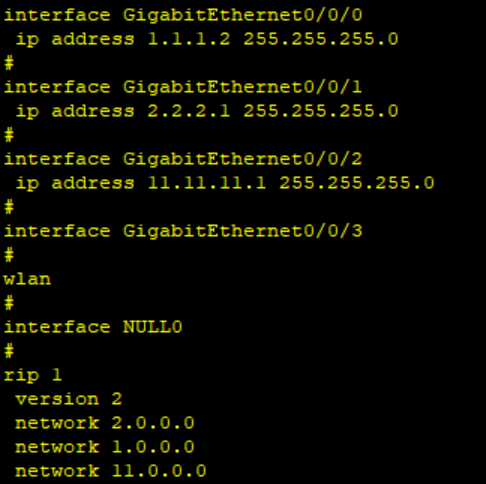 interface GigabitEthernet0/0/0
ip address 1.1.1.2 255.255.255.0
#
interface GigabitEthernet0/0/1
ip address 2.2.2.1 255.255.255.0
#
interface GigabitEthernet0/0/2
ip address 11.11.11.1 255.255.255.0
#
interface GigabitEthernet0/0/3
#
wlan
#
interface NULL0
#
rip 1
version 2
network 2.0.0.0
network 1.0.0.0
network 11.0.0.0